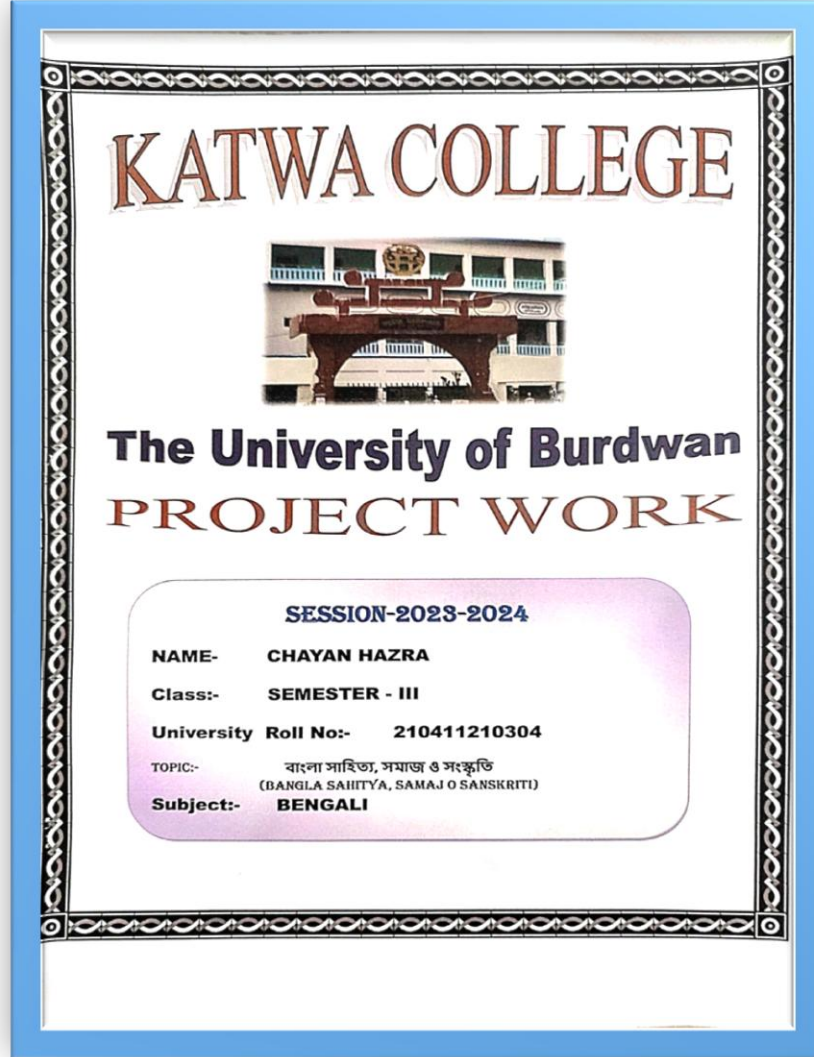 KATWA COLLEGE
The University of Burdwan
PROJECT WORK
SESSION-2023-2024
NAME- CHAYAN HAZRA
Class:- SEMESTER - III
University Roll No:- 210411210304
TOPIC:- বাংলা সাহিত্য, সমাজ ও সংস্কৃতি
(BANGLA SAHITYA, SAMAJ O SANSKRITI)
Subject:- BENGALI